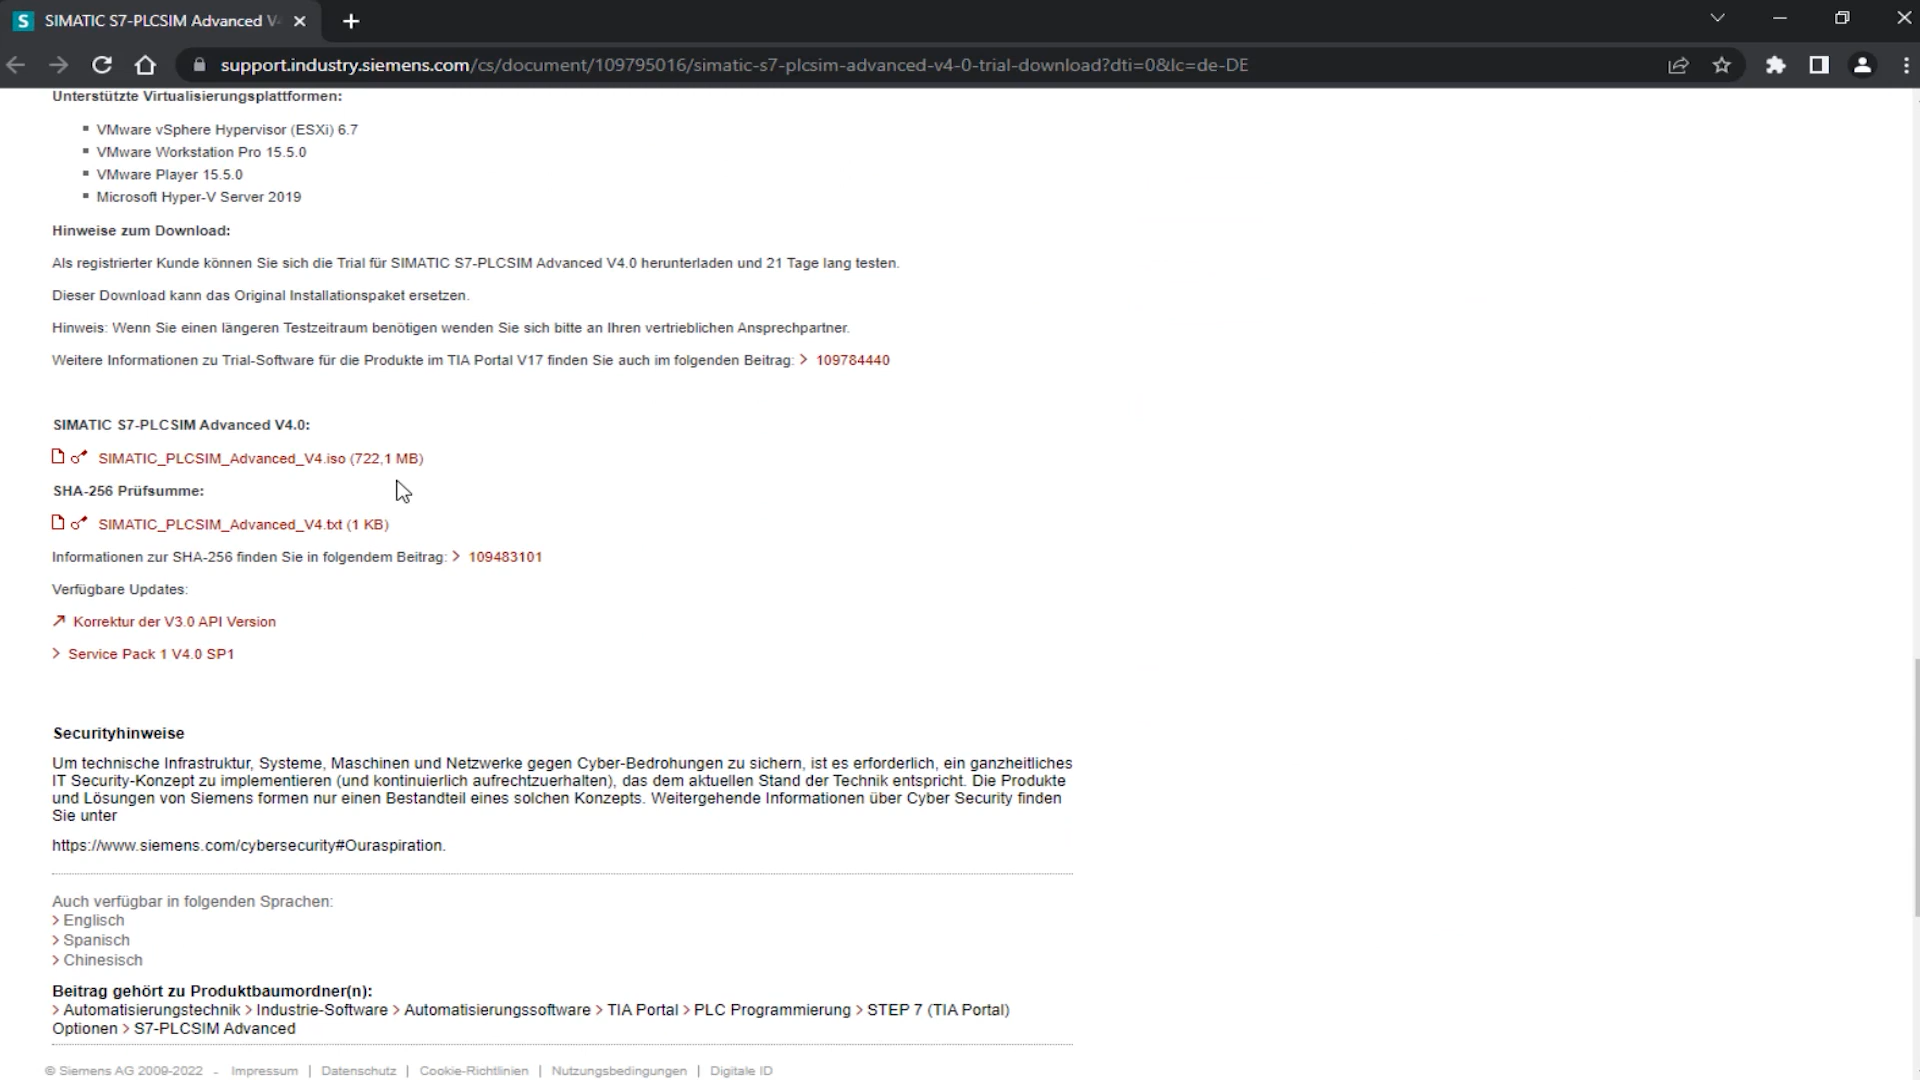 S SIMATIC S7-PLCSIM Advanced V
support.industry.siemens.com/cs/document/109795016/simatic-s7-plcsim-advanced-v4-0-trial-download?dti=0&lc=de-DE
Unterstützte Virtualisierungsplattformen:
VMware vSphere Hypervisor (ESXi) 6.7
VMware Workstation Pro 15.5.0
VMware Player 15.5.0
Microsoft Hyper-V Server 2019
Hinweise zum Download:
Als registrierter Kunde können Sie sich die Trial für SIMATIC S7-PLCSIM Advanced V4.0 herunterladen und 21 Tage lang testen.
Dieser Download kann das Original Installationspaket ersetzen.
Hinweis: Wenn Sie einen längeren Testzeitraum benötigen wenden Sie sich bitte an Ihren vertrieblichen Ansprechpartner.
Weitere Informationen zu Trial-Software für die Produkte im TIA Portal V17 finden Sie auch im folgenden Beitrag: > 109784440
SIMATIC S7-PLCSIM Advanced V4.0:
SIMATIC_PLCSIM_Advanced_V4.iso (722,1 MB)
SHA-256 Prüfsumme:
SIMATIC_PLCSIM_Advanced_V4.txt (1 KB)
Informationen zur SHA-256 finden Sie in folgendem Beitrag: > 109483101
Verfügbare Updates:
Korrektur der V3.0 API Version
> Service Pack 1 V4.0 SP1
Securityhinweise
Um technische Infrastruktur, Systeme, Maschinen und Netzwerke gegen Cyber-Bedrohungen zu sichern, ist es erforderlich, ein ganzheitliches
IT Security-Konzept zu implementieren (und kontinuierlich aufrechtzuerhalten), das dem aktuellen Stand der Technik entspricht. Die Produkte
und Lösungen von Siemens formen nur einen Bestandteil eines solchen Konzepts. Weitergehende Informationen über Cyber Security finden
Sie unter
https://www.siemens.com/cybersecurity#Ouraspiration.
Auch verfügbar in folgenden Sprachen:
> Englisch
> Spanisch
> Chinesisch
Beitrag gehört zu Produktbaumordner(n):
> Automatisierungstechnik > Industrie-Software > Automatisierungssoftware > TIA Portal > PLC Programmierung > STEP 7 (TIA Portal)
Optionen > S7-PLCSIM Advanced
© Siemens AG 2009-2022 - Impressum | Datenschutz | Cookie-Richtlinien | Nutzungsbedingungen | Digitale ID